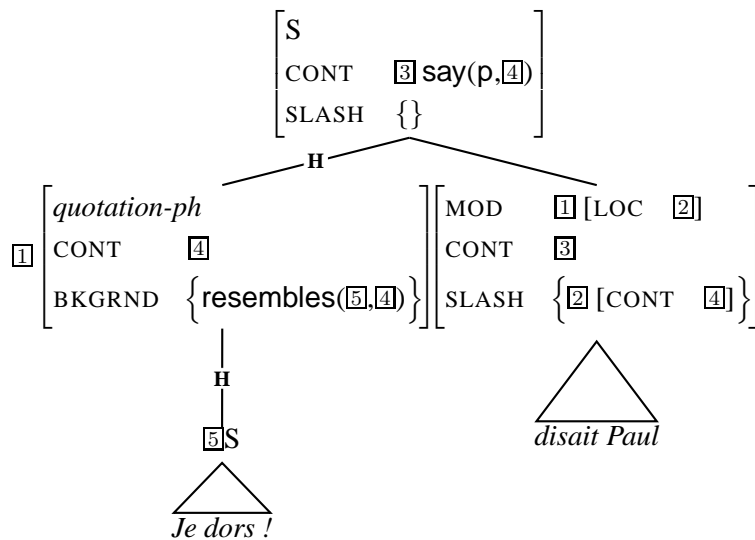 S
CONT 3 say(p,4)
SLASH {}
H
1 quotation-ph
CONT 4
BKGRND {resembles(5,4)}
MOD 1 [LOC 2]
CONT 3
SLASH {2 [CONT 4]}
H
5 S
Je dors !
disait Paul